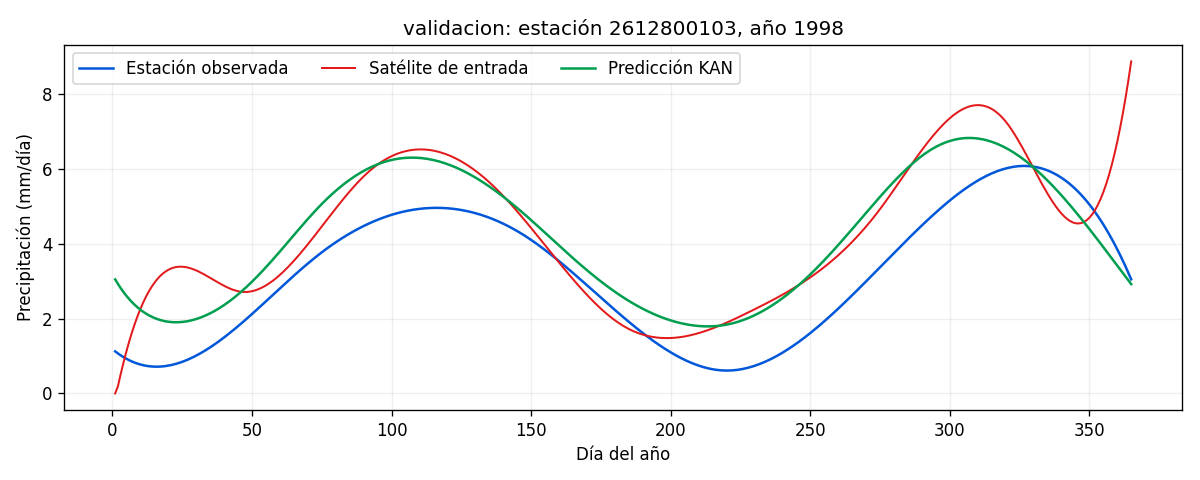 validacion: estación 2612800103, año 1998
Estación observada
Satélite de entrada
Predicción KAN
Precipitación (mm/día)
8
6
4
2
0
0 50 100 150 200 250 300 350
Día del año